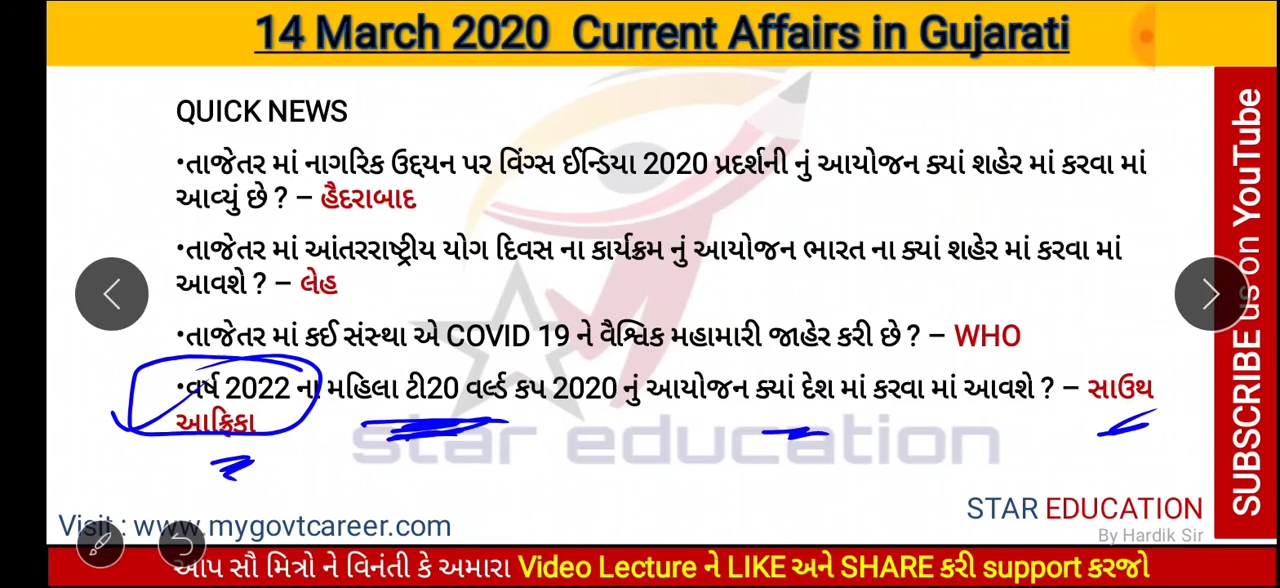 14 March 2020 Current Affairs in Gujarati
QUICK NEWS
•તાજેતર માં નાગરિક ઉદ્દયન પર વિંગ્સ ઈન્ડિયા 2020 પ્રદર્શની નું આયોજન ક્યાં શહેર માં કરવા માં
આવ્યું છે ? – હૈદરાબાદ
•તાજેતર માં આંતરરાષ્ટ્રીય યોગ દિવસ ના કાર્યક્રમ નું આયોજન ભારત ના ક્યાં શહેર માં કરવા માં
આવશે ? – લેહ
•તાજેતર માં કઈ સંસ્થા એ COVID 19 ને વૈશ્વિક મહામારી જાહેર કરી છે ? – WHO
•વર્ષ 2022 ના મહિલા ટી20 વર્લ્ડ કપ 2020 નું આયોજન ક્યાં દેશ માં કરવા માં આવશે ? – સાઉથ
આફ્રિકા
star education
STAR EDUCATION
By Hardik Sir
Visit : www.mygovtcareer.com
આપ સૌ મિત્રો ને વિનંતી કે અમારા Video Lecture ને LIKE અને SHARE કરી support કરજો
SUBSCRIBE us on YouTube